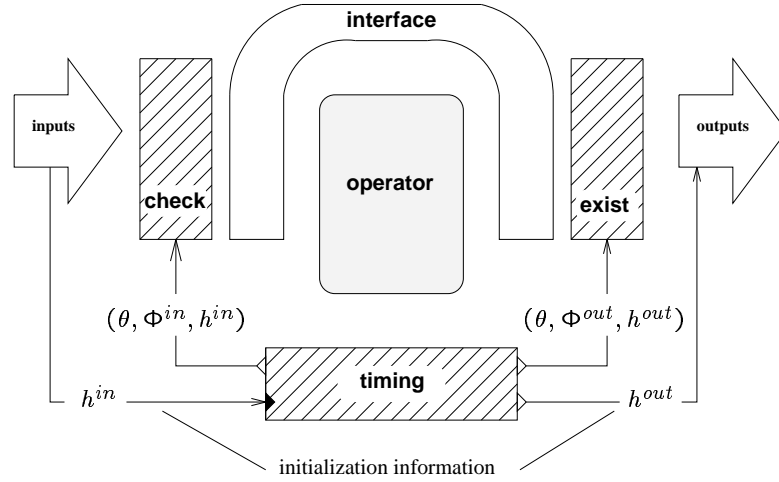 interface
inputs
outputs
operator
check
exist
(θ, Φ^{in}, h^{in})
(θ, Φ^{out}, h^{out})
timing
h^{in}
h^{out}
initialization information